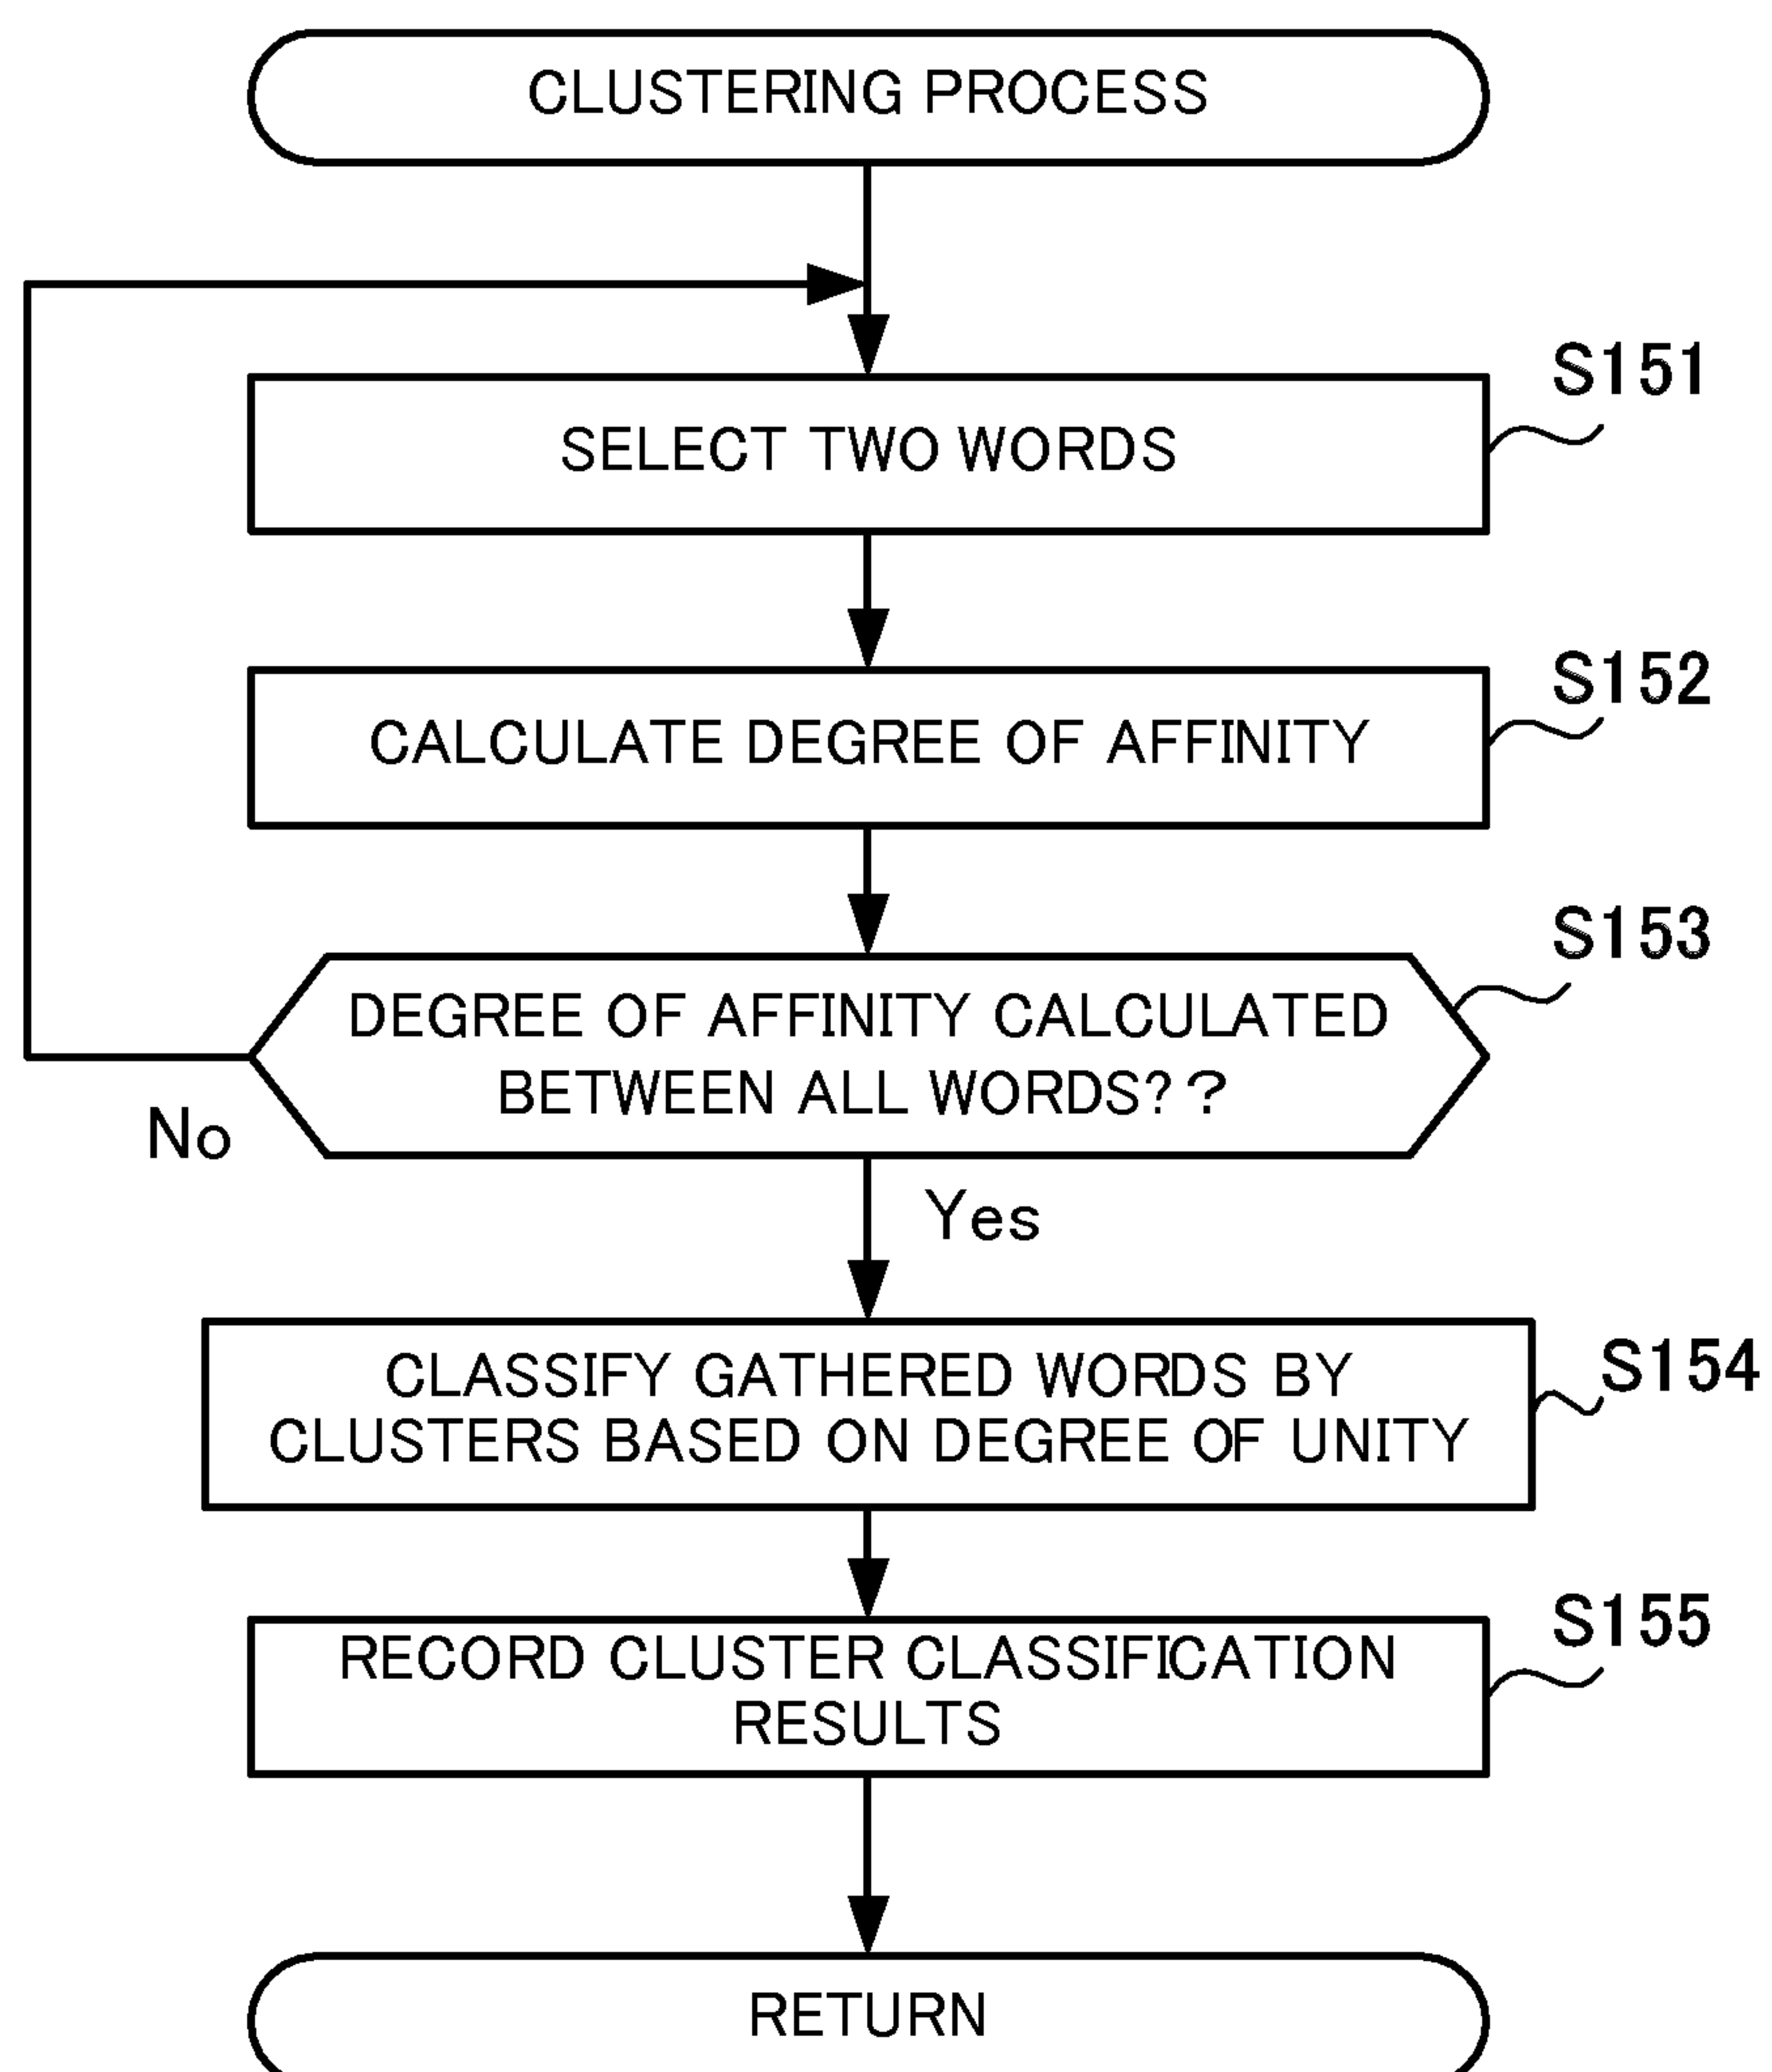 CLUSTERING PROCESS
S151
SELECT TWO WORDS
S152
CALCULATE DEGREE OF AFFINITY
S153
DEGREE OF AFFINITY CALCULATED
BETWEEN ALL WORDS??
No
Yes
S154
CLASSIFY GATHERED WORDS BY
CLUSTERS BASED ON DEGREE OF UNITY
S155
RECORD CLUSTER CLASSIFICATION
RESULTS
RETURN